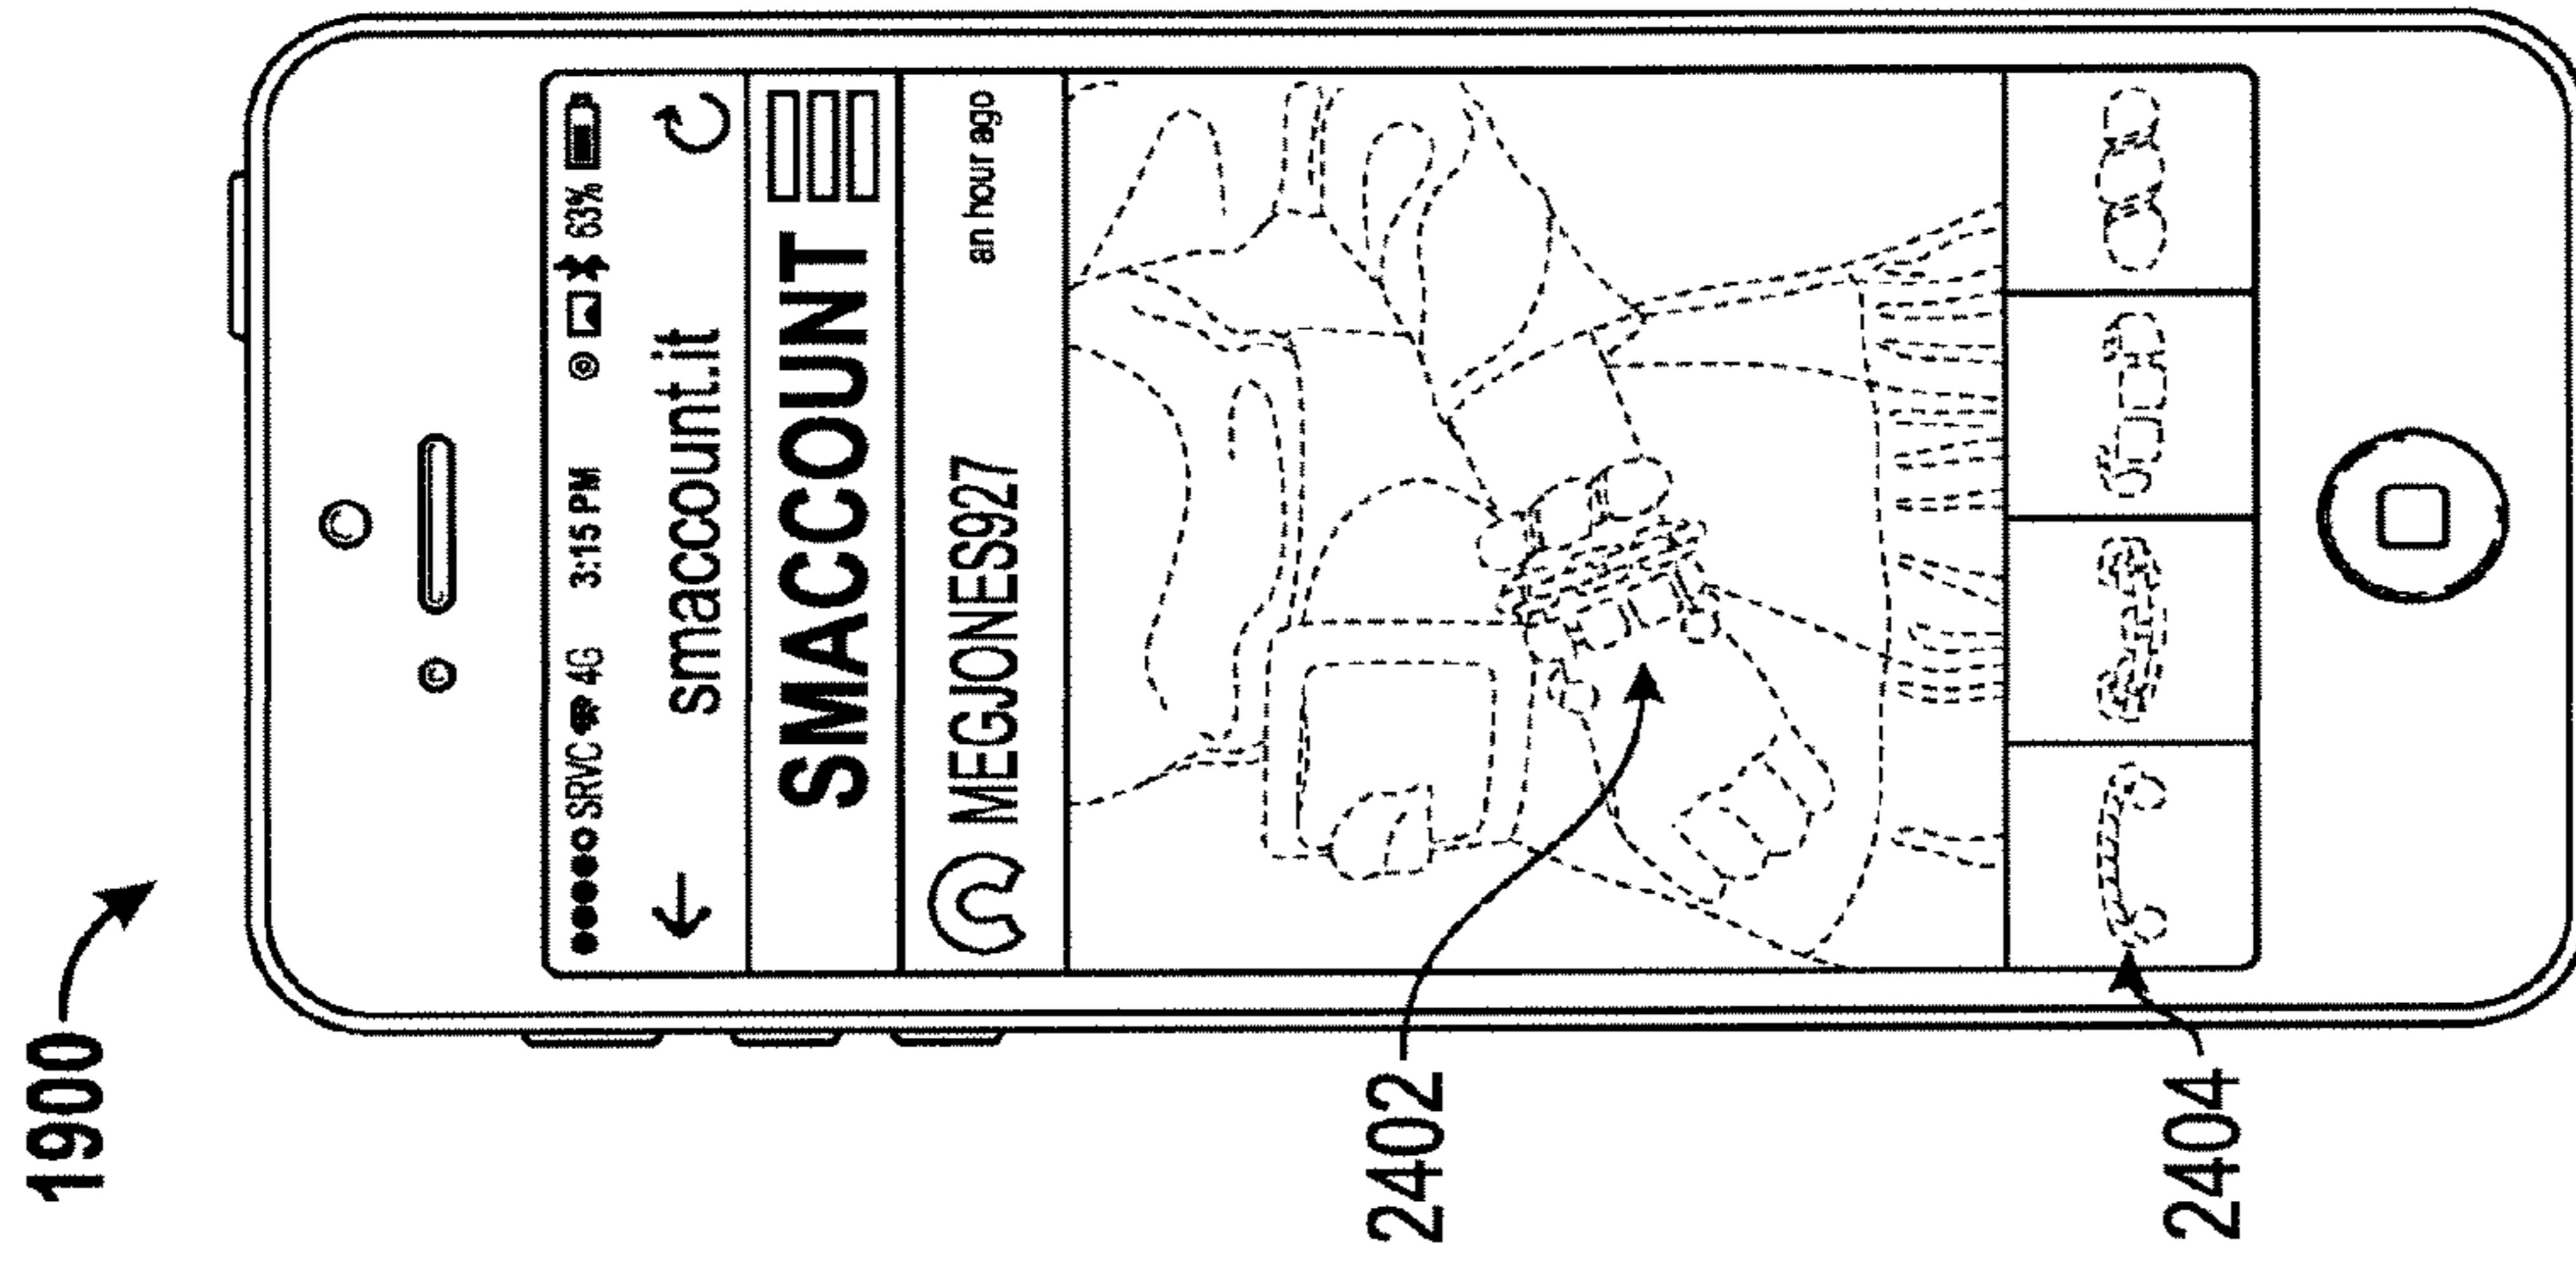 1900
SRVC 4G 3:15 PM 63%
smaccount.it
SMACCOUNT
MEGJONES927 an hour ago
2402
2404